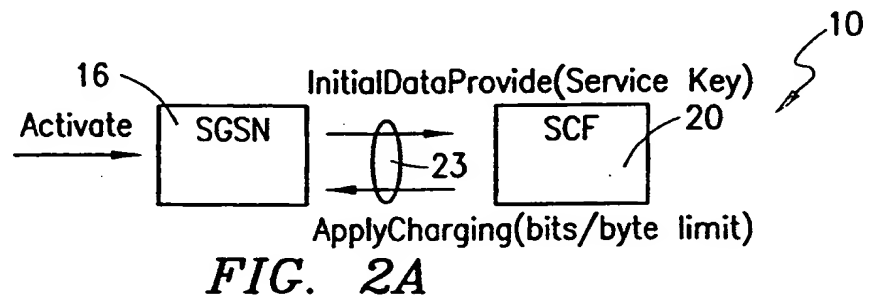 10
16
InitialDataProvide(Service Key)
Activate
SGSN
SCF
20
23
ApplyCharging(bits/byte limit)
FIG. 2A